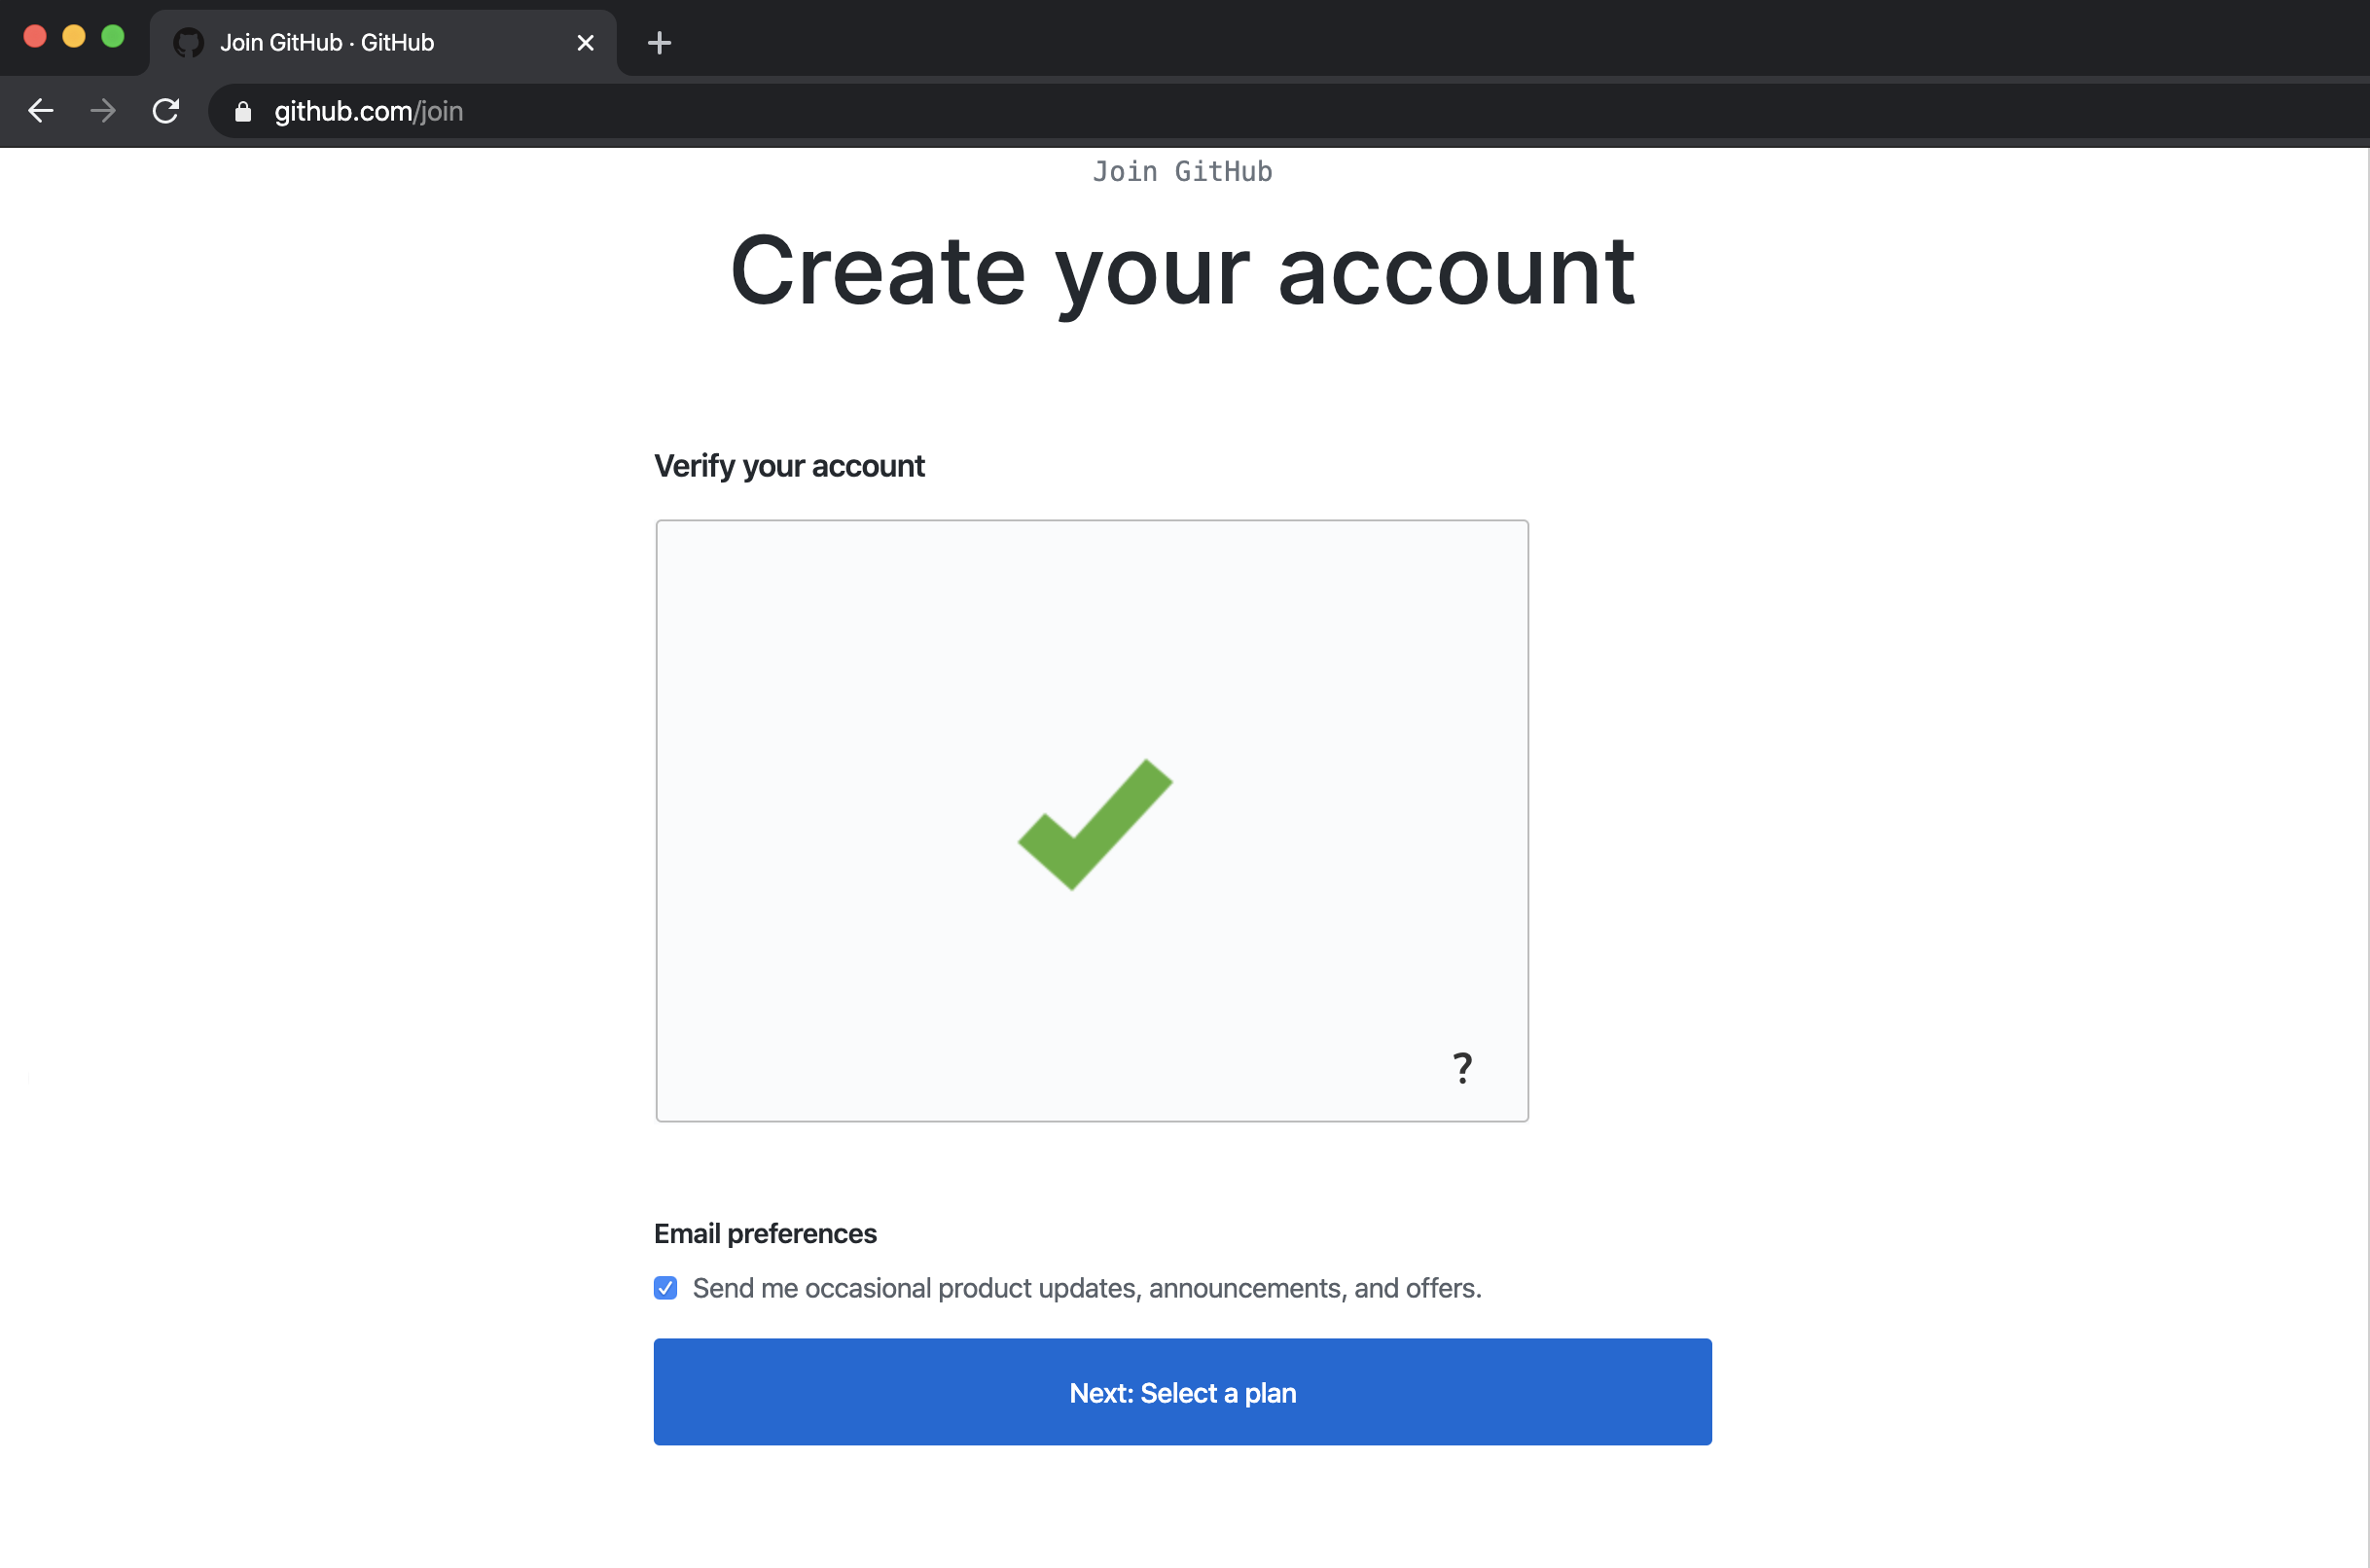 Join GitHub · GitHub
github.com/join
Join GitHub
Create your account
Verify your account
?
Email preferences
Send me occasional product updates, announcements, and offers.
Next: Select a plan